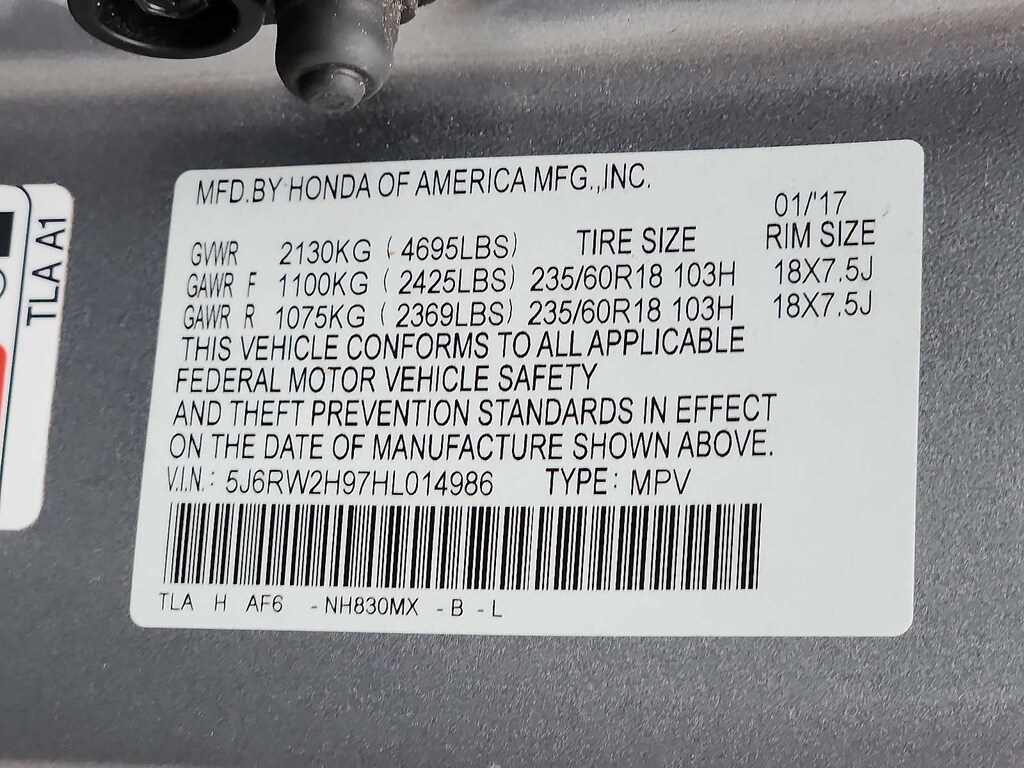 MFD.BY HONDA OF AMERICA MFG.,INC.
01/'17
GVWR 2130KG ( 4695LBS) TIRE SIZE RIM SIZE
GAWR F 1100KG ( 2425LBS) 235/60R18 103H 18X7.5J
GAWR R 1075KG ( 2369LBS) 235/60R18 103H 18X7.5J
THIS VEHICLE CONFORMS TO ALL APPLICABLE
FEDERAL MOTOR VEHICLE SAFETY
AND THEFT PREVENTION STANDARDS IN EFFECT
ON THE DATE OF MANUFACTURE SHOWN ABOVE.
V.I.N.: 5J6RW2H97HL014986 TYPE: MPV
TLA H AF6 -NH830MX -B -L
TLA A1